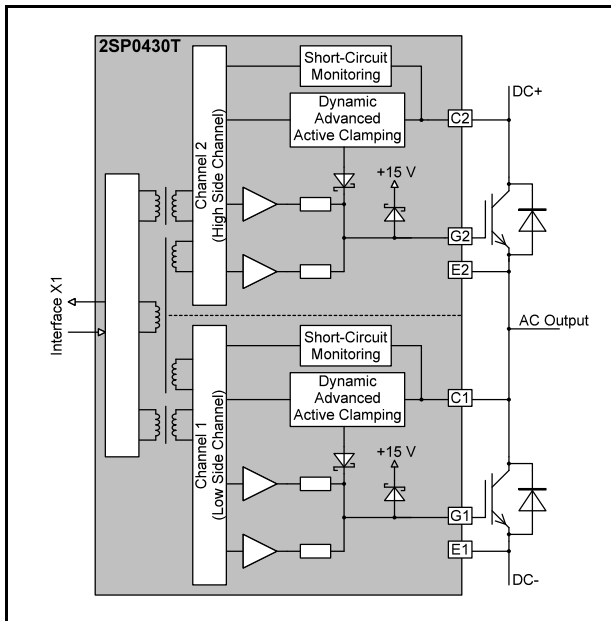 2SP0430T
Short-Circuit
Monitoring
Dynamic
Advanced
Active Clamping
Channel 2
(High Side Channel)
+15 V
C2
G2
E2
DC+
Interface X1
AC Output
Short-Circuit
Monitoring
Dynamic
Advanced
Active Clamping
Channel 1
(Low Side Channel)
+15 V
C1
G1
E1
DC-